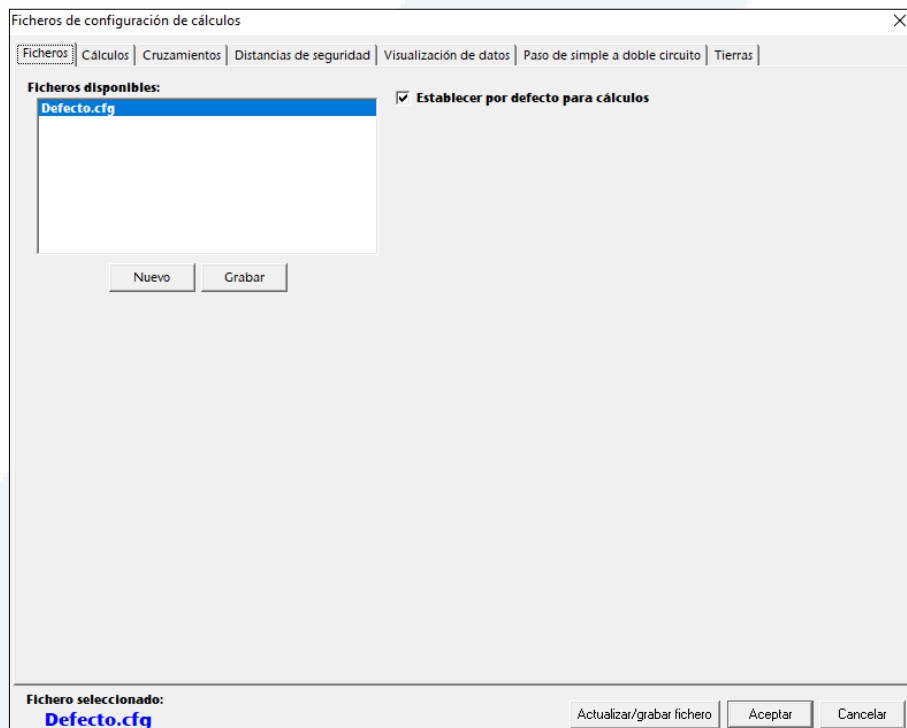 Ficheros de configuración de cálculos
Ficheros Cálculos Cruzamientos Distancias de seguridad Visualización de datos Paso de simple a doble circuito Tierras
Ficheros disponibles:
Establecer por defecto para cálculos
Defecto.cfg
Nuevo Grabar
Fichero seleccionado:
Defecto.cfg
Actualizar/grabar fichero Aceptar Cancelar